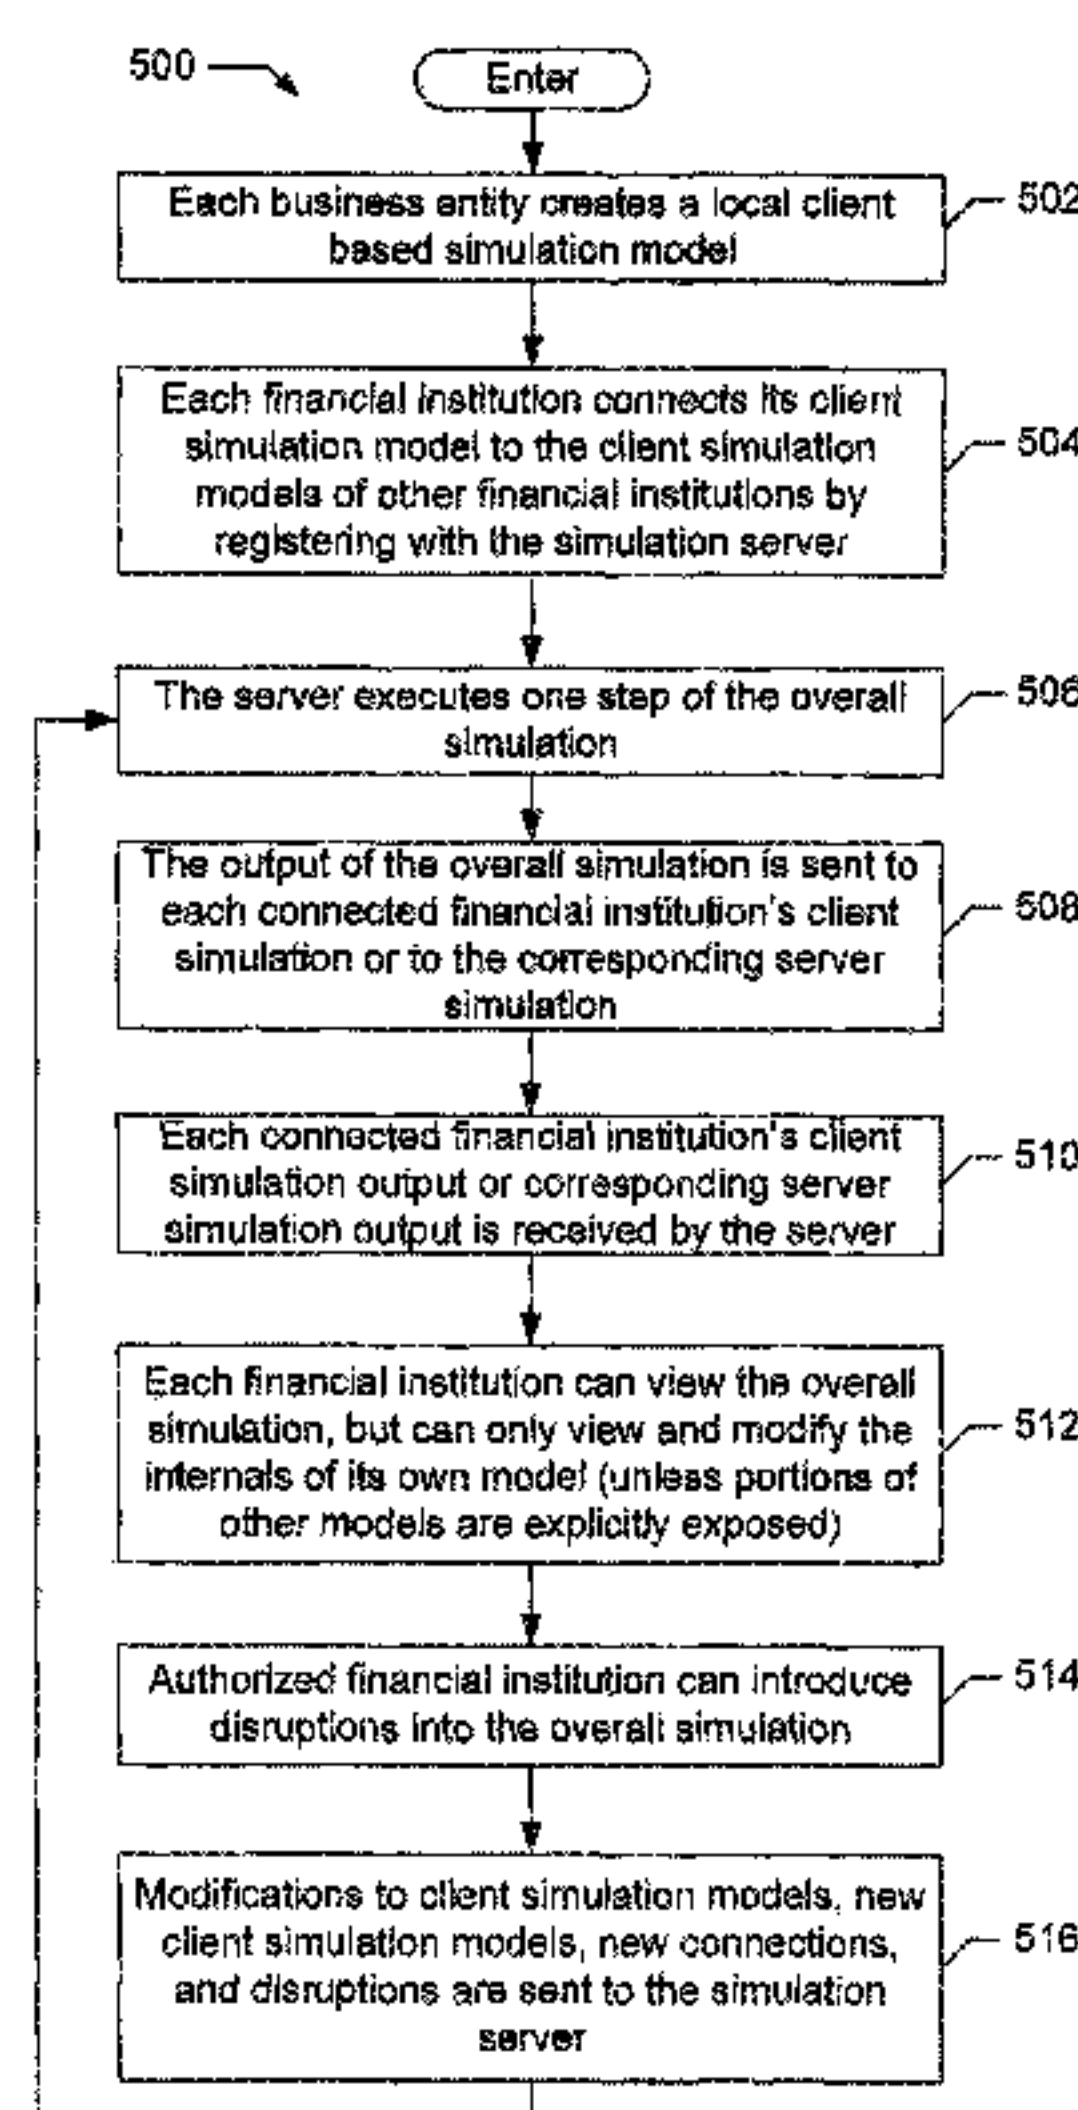 500
Enter
Each business entity creates a local client
based simulation model
502
Each financial institution connects its client
simulation model to the client simulation
models of other financial institutions by
registering with the simulation server
504
The server executes one step of the overall
simulation
506
The output of the overall simulation is sent to
each connected financial institution's client
simulation or to the corresponding server
simulation
508
Each connected financial institution's client
simulation output or corresponding server
simulation output is received by the server
510
Each financial institution can view the overall
simulation, but can only view and modify the
internals of its own model (unless portions of
other models are explicitly exposed)
512
Authorized financial institution can introduce
disruptions into the overall simulation
514
Modifications to client simulation models, new
client simulation models, new connections,
and disruptions are sent to the simulation
server
516